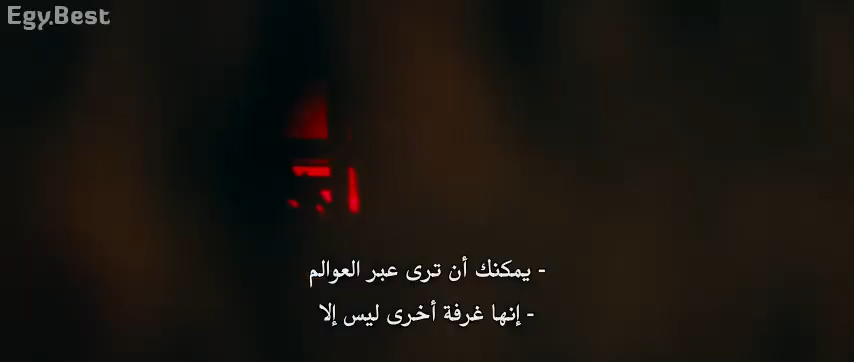 Egy.Best
- يمكنك أن ترى عبر العوالم
- إنها غرفة أخرى ليس إلا